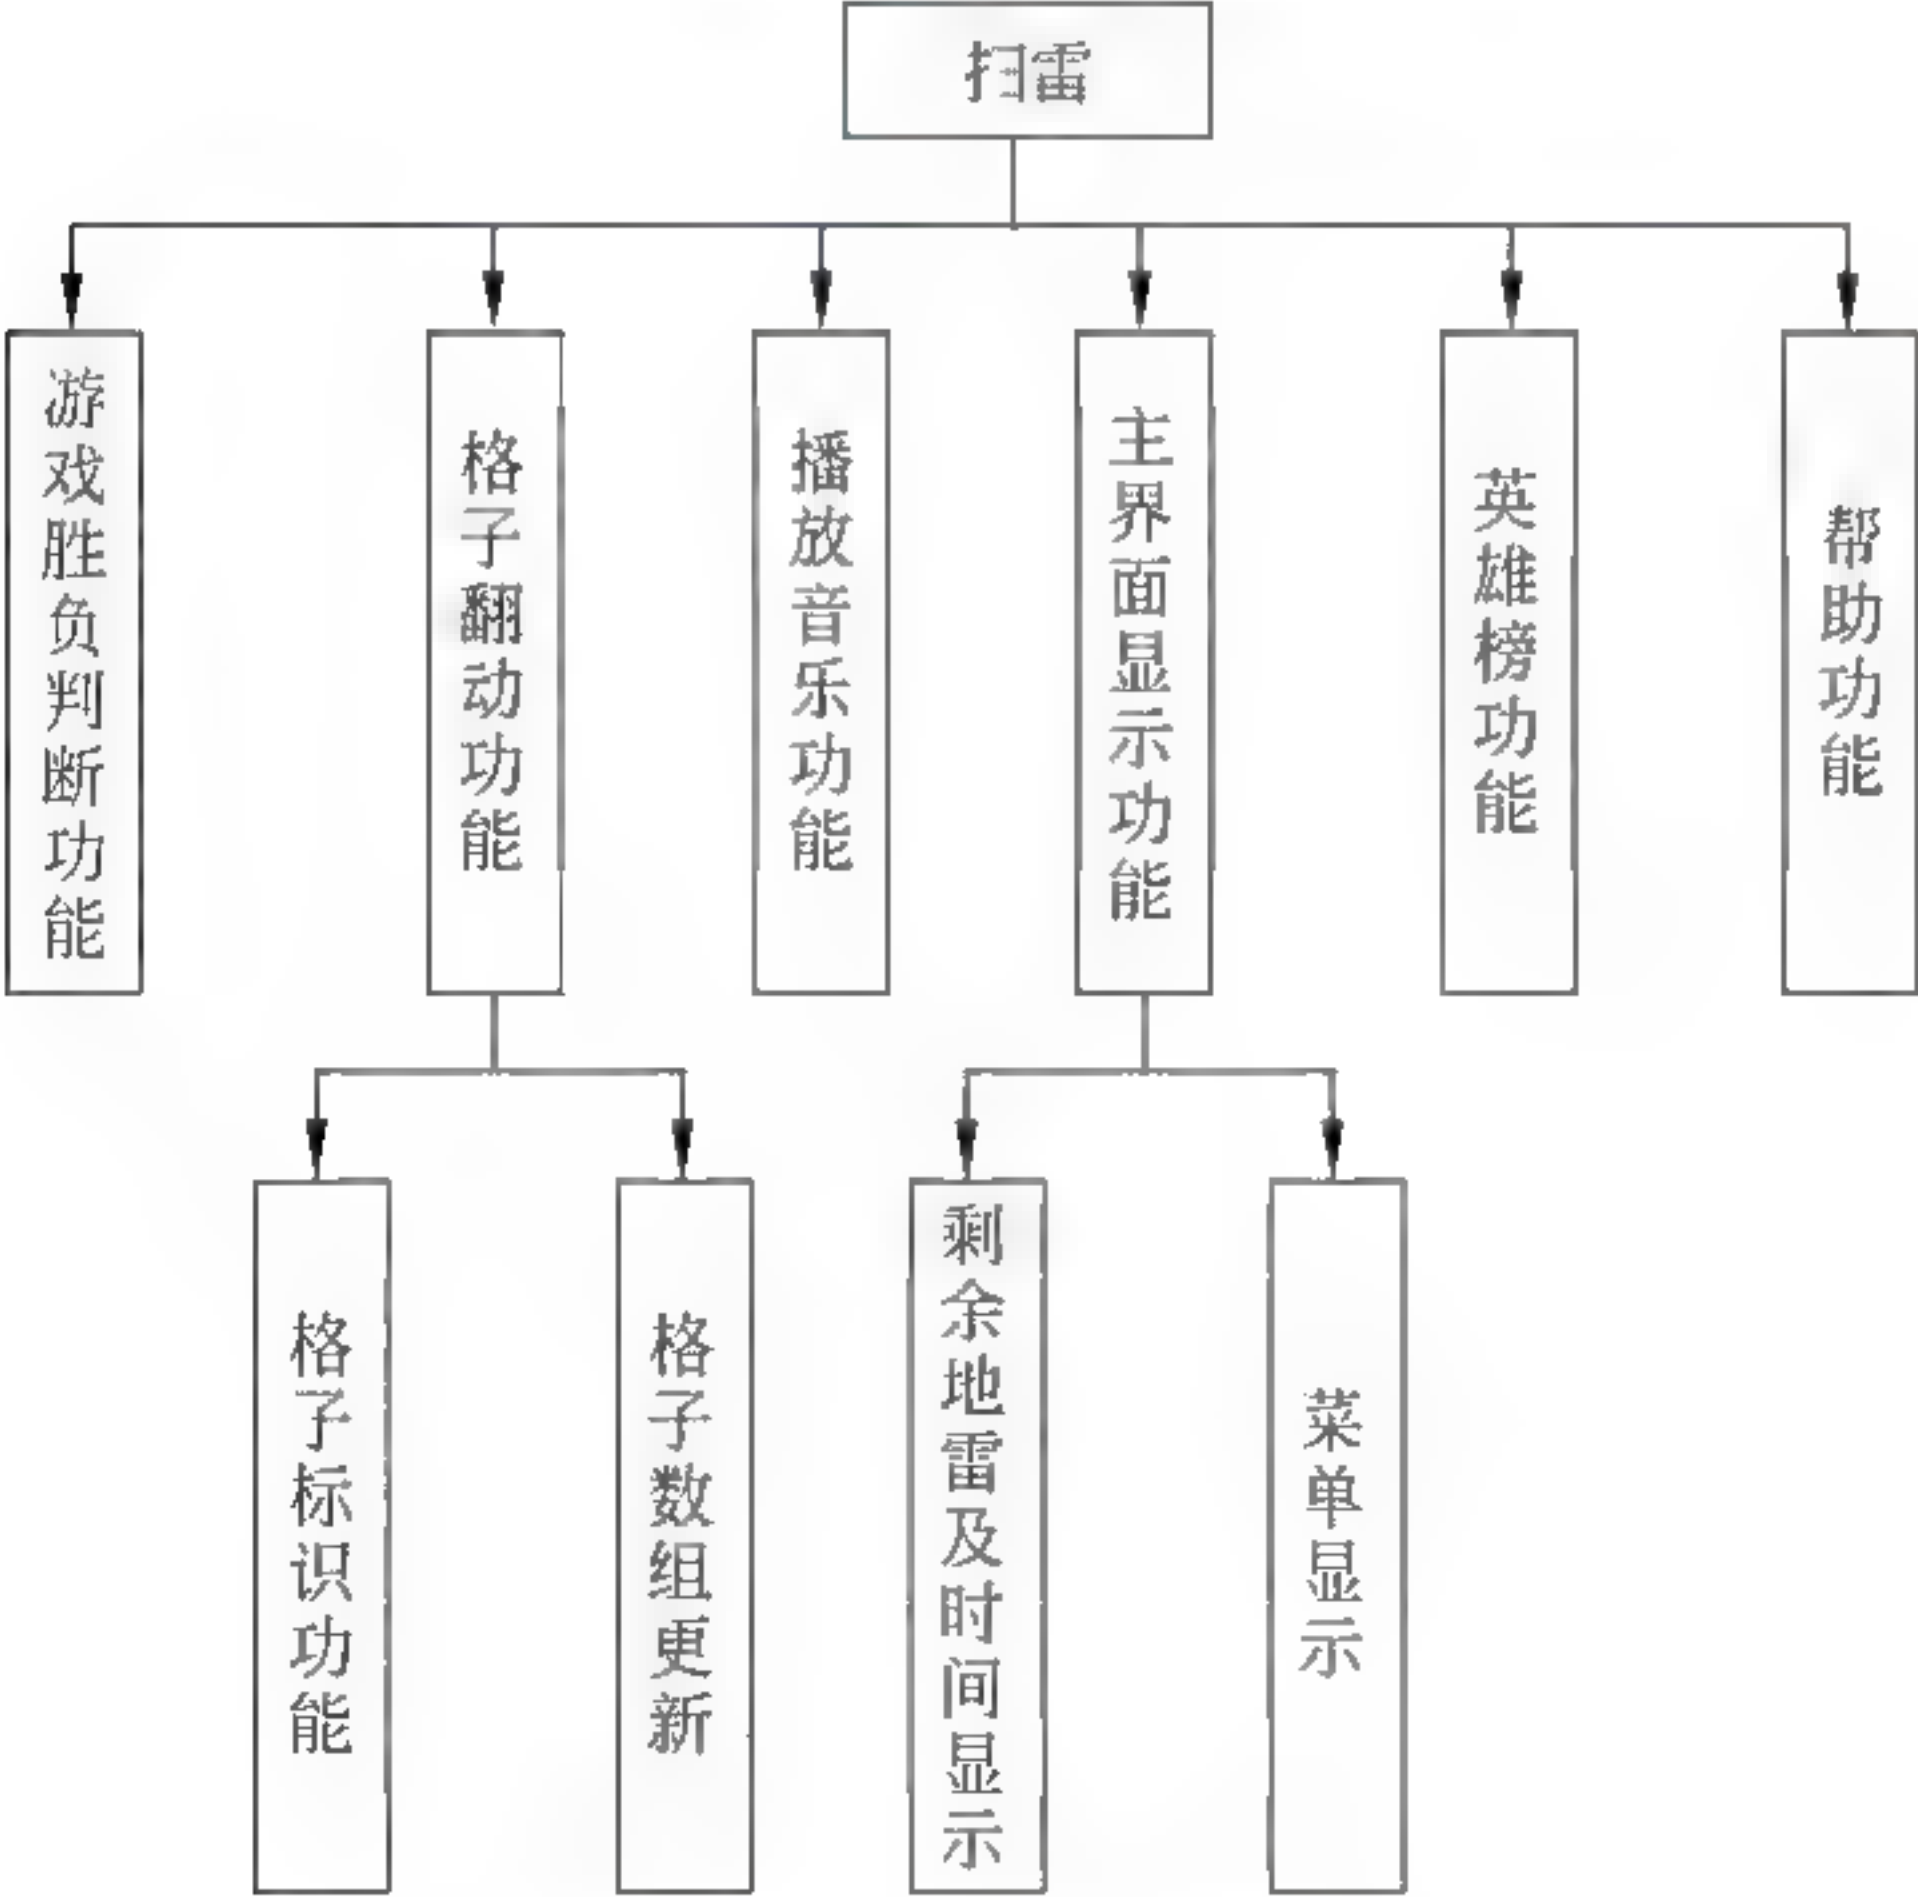 扫雷
游戏胜负判断功能
格子翻动功能
播放音乐功能
主界面显示功能
英雄榜功能
帮助功能
格子标识功能
格子数组更新
剩余地雷及时间显示
菜单显示